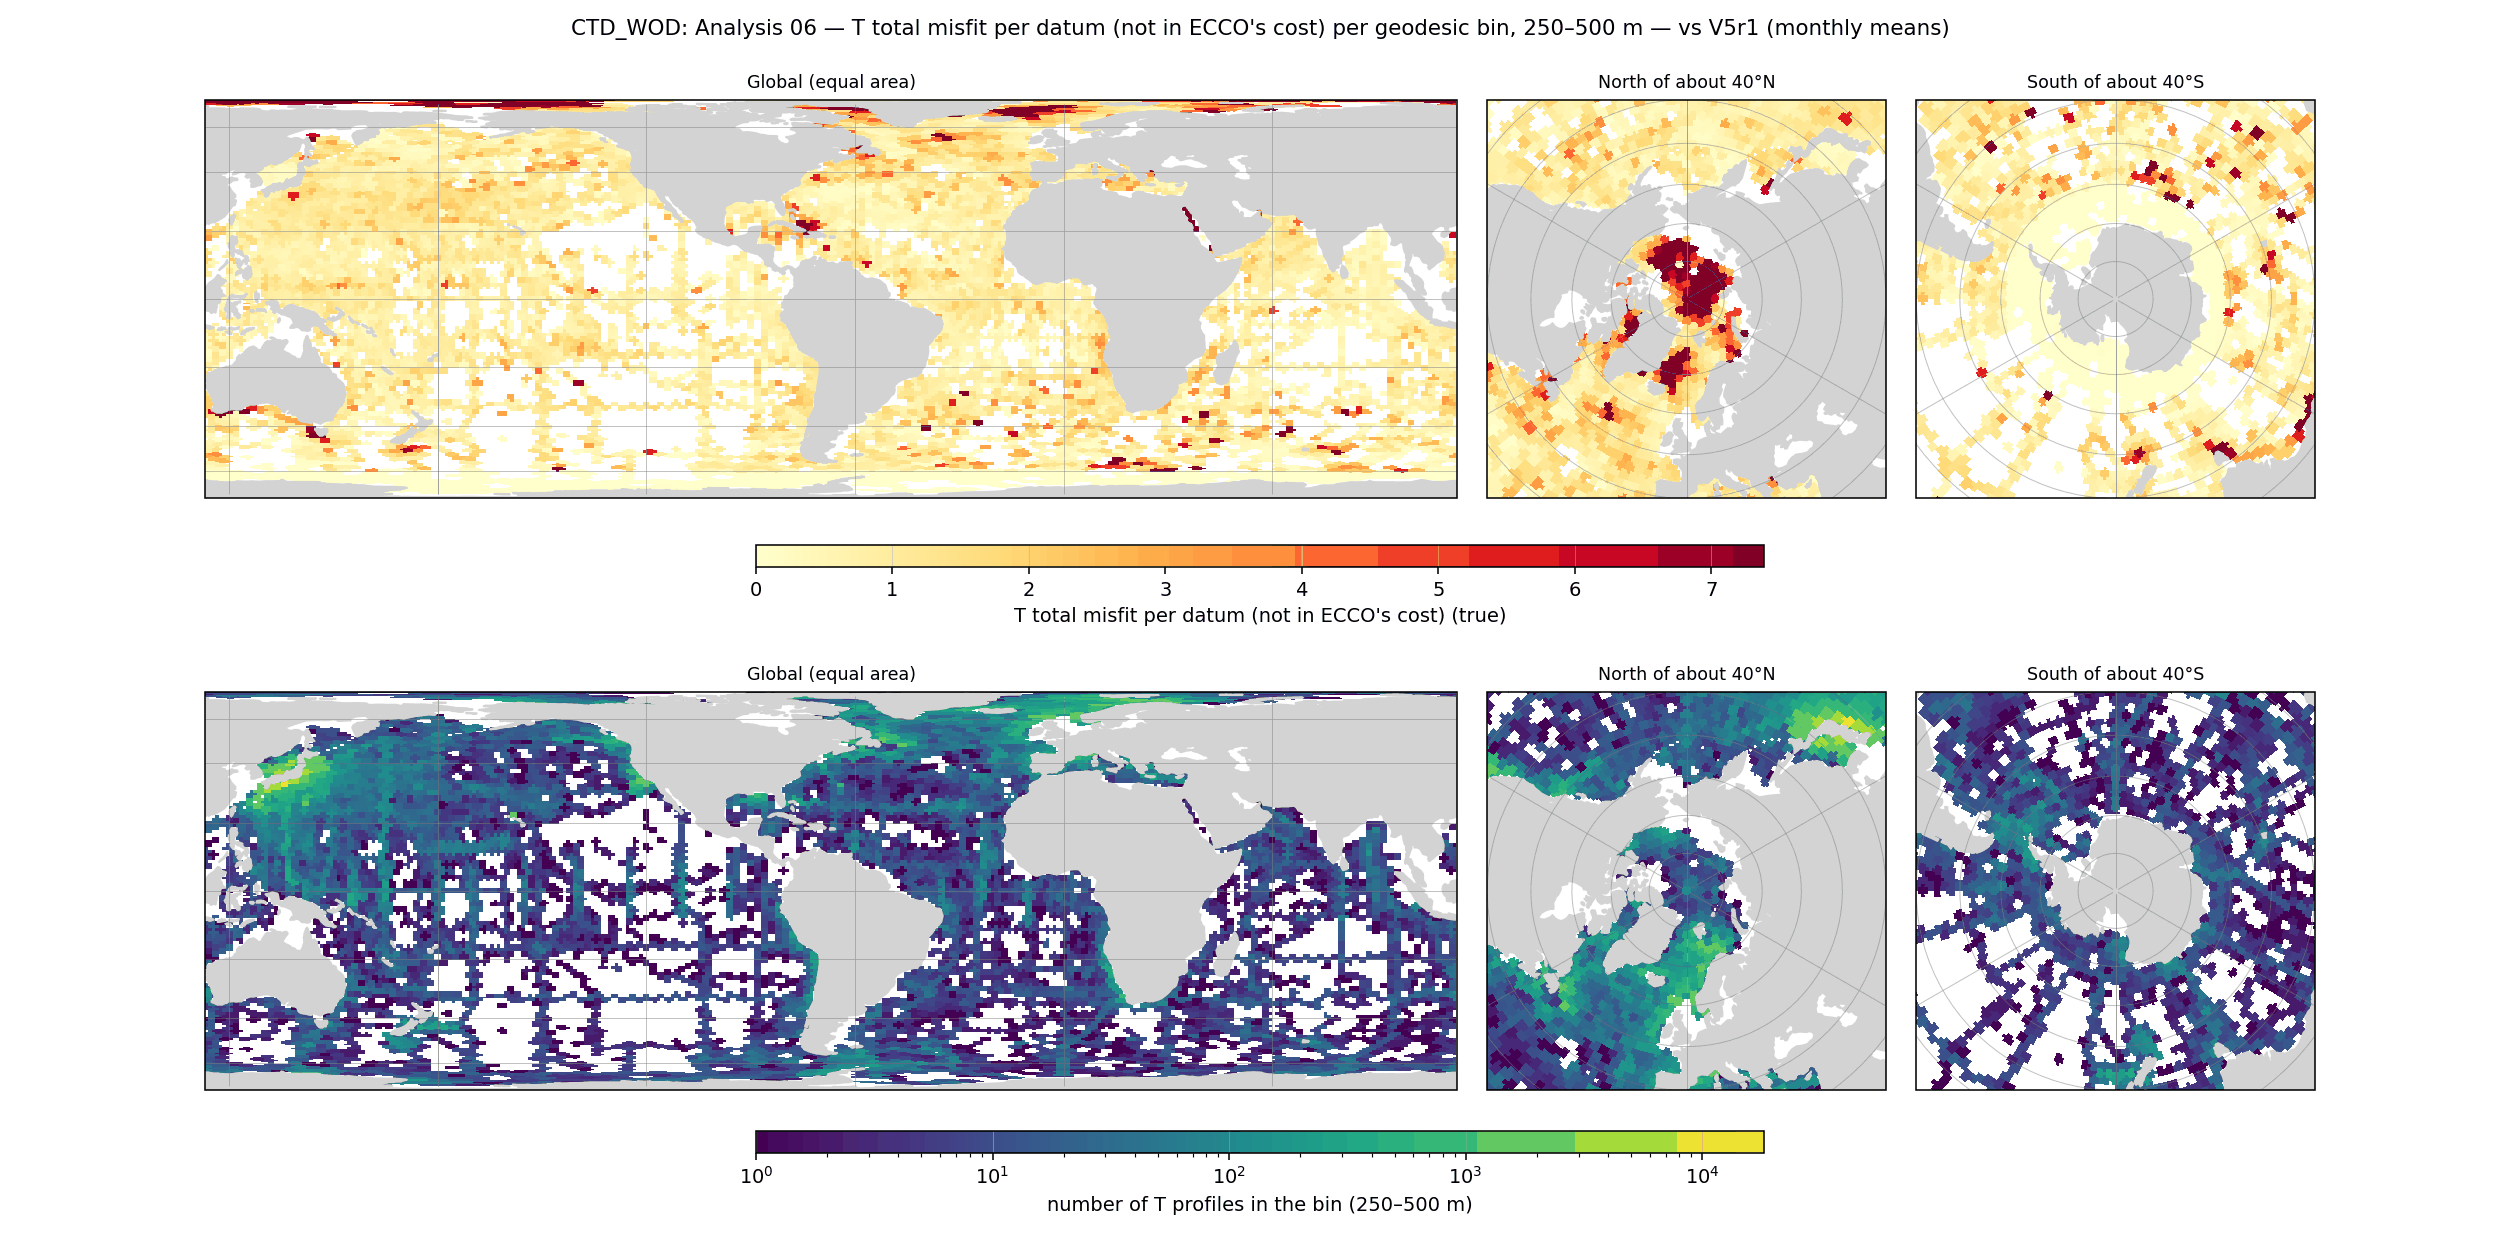 CTD_WOD: Analysis 06 — T total misfit per datum (not in ECCO's cost) per geodesic bin, 250–500 m — vs V5r1 (monthly means)
Global (equal area)
North of about 40°N
South of about 40°S
0 1 2 3 4 5 6 7
T total misfit per datum (not in ECCO's cost) (true)
Global (equal area)
North of about 40°N
South of about 40°S
10⁰ 10¹ 10² 10³ 10⁴
number of T profiles in the bin (250–500 m)